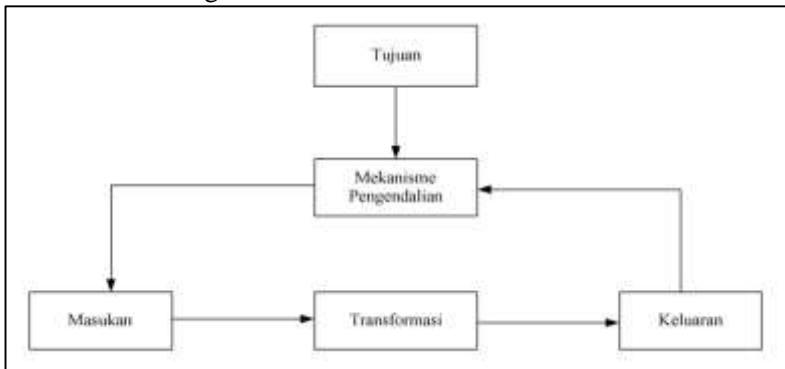 Tujuan
Mekanisme
Pengendalian
Masukan
Transformasi
Keluaran